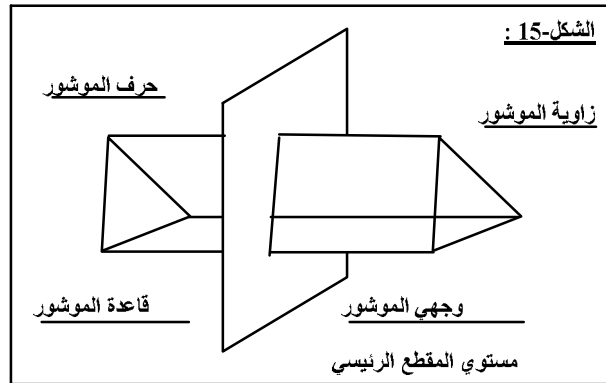 الشكل-15 :
حرف الموشور
زاوية الموشور
قاعدة الموشور
وجهي الموشور
مستوي المقطع الرئيسي